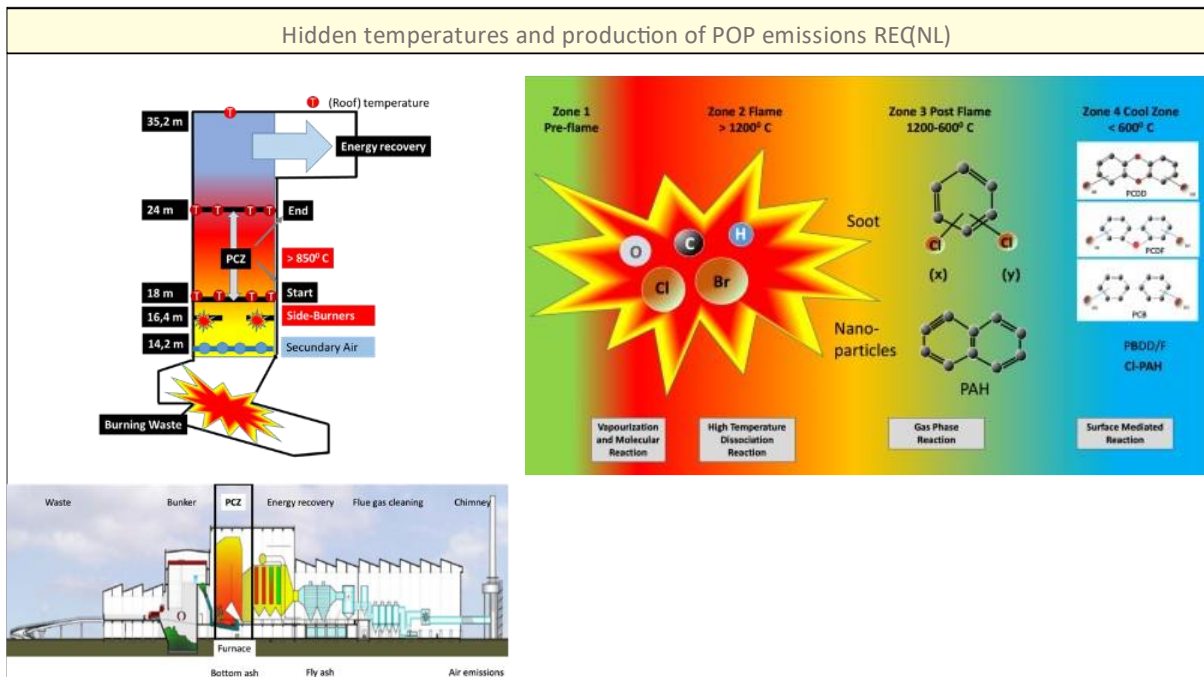 Hidden temperatures and production of POP emissions REC(NL)
T (Roof) temperature
35,2 m
Energy recovery
24 m
T T T T
End
PCZ
> 850⁰ C
18 m
T T T T
Start
16,4 m
Side-Burners
14,2 m
Secundary Air
Burning Waste
Zone 1
Pre-flame
Zone 2 Flame
> 1200⁰ C
Zone 3 Post Flame
1200-600⁰ C
Zone 4 Cool Zone
< 600⁰ C
O C H
Cl Br
Soot
Nano-
particles
Cl Cl
(x) (y)
PAH
PCDD
PCDF
PCB
PBDD/F
Cl-PAH
Vapourization
and Molecular
Reaction
High Temperature
Dissociation
Reaction
Gas Phase
Reaction
Surface Mediated
Reaction
Waste Bunker PCZ Energy recovery Flue gas cleaning Chimney
Furnace
Bottom ash Fly ash Air emissions